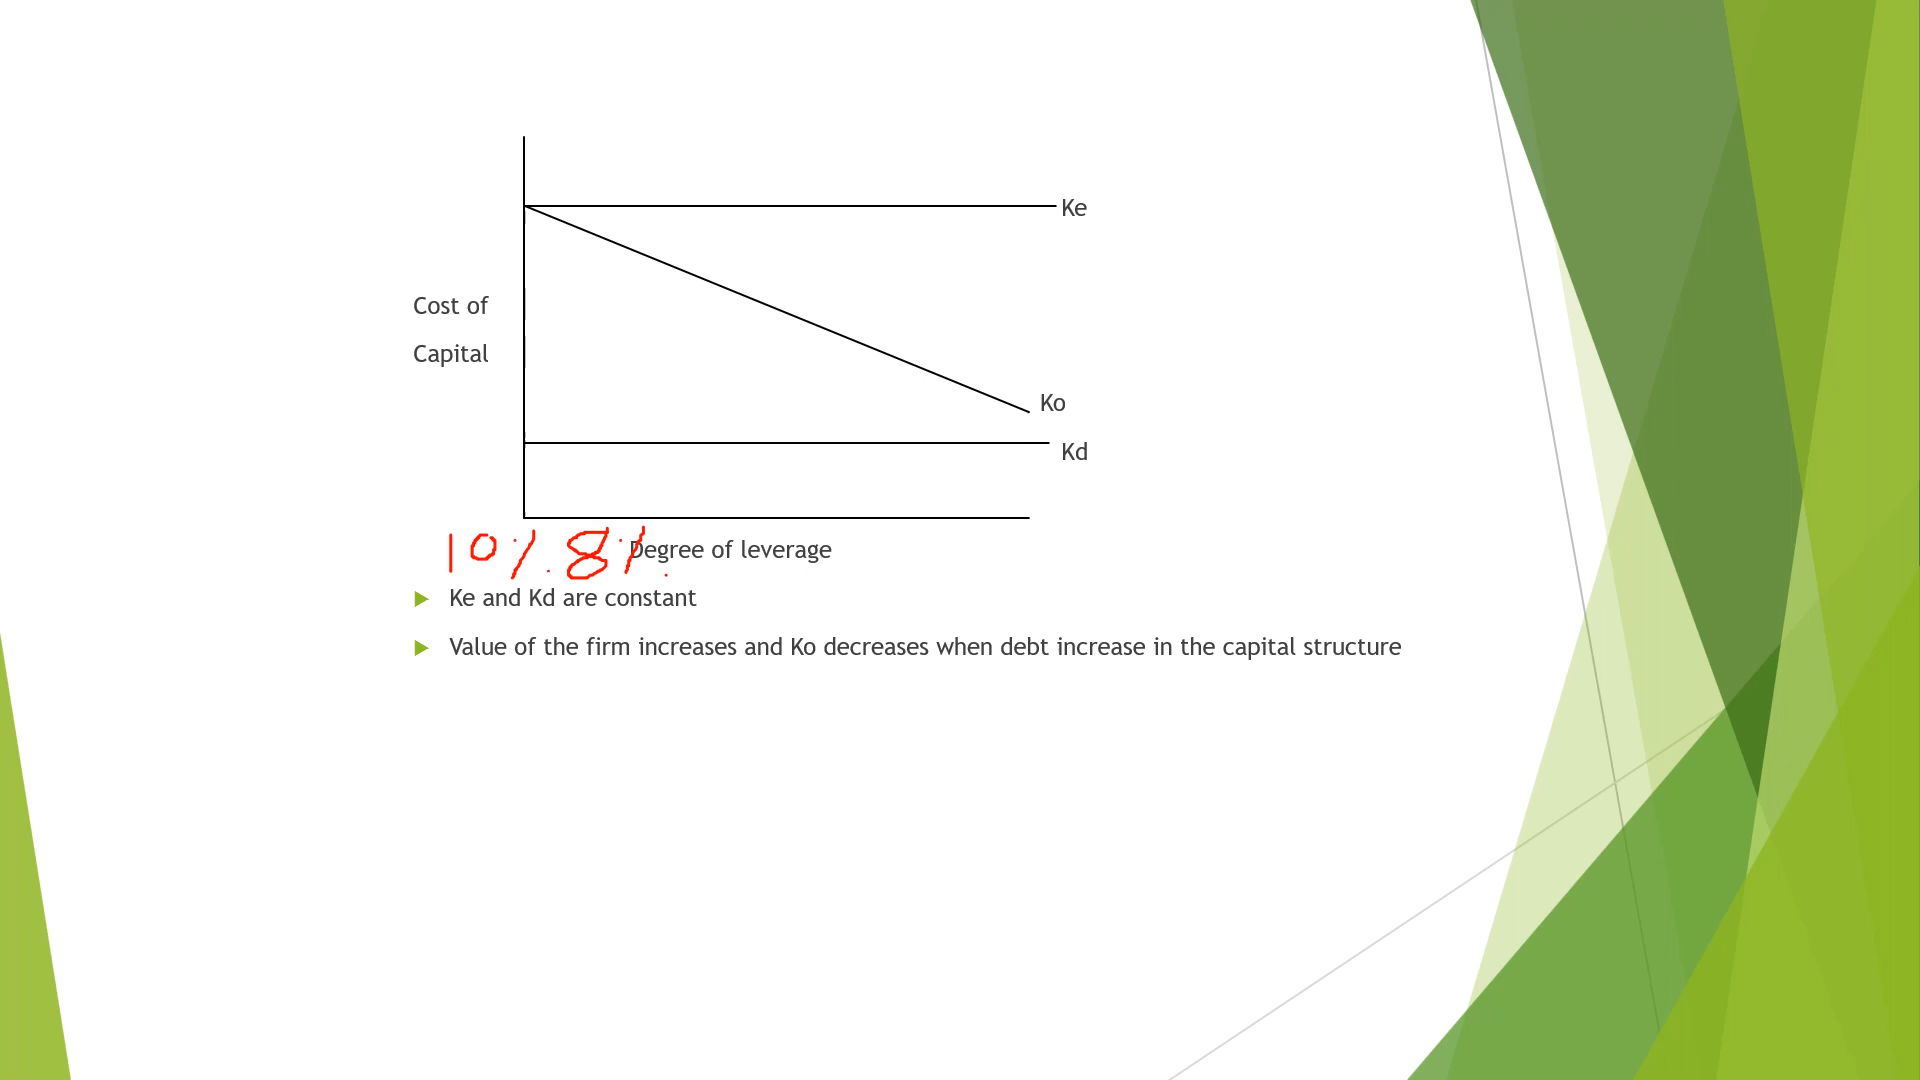 Ke
Cost of
Capital
Ko
Kd
10%. 8%.
Degree of leverage
Ke and Kd are constant
Value of the firm increases and Ko decreases when debt increase in the capital structure